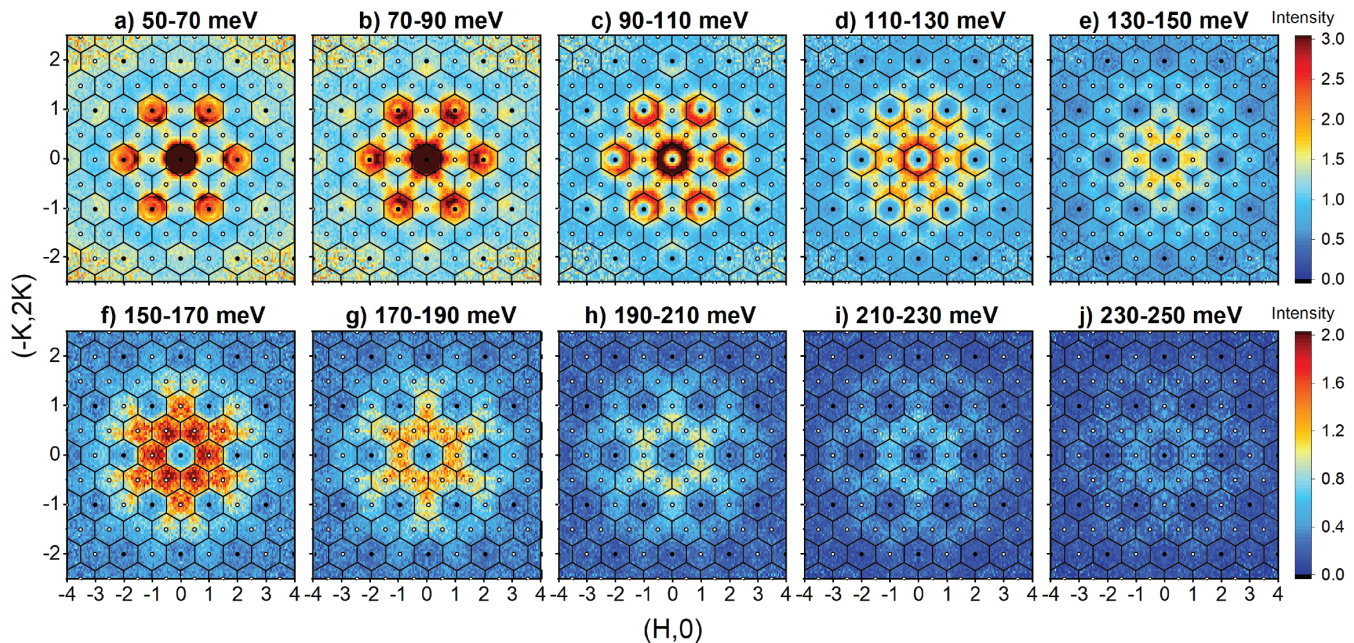 a) 50-70 meV b) 70-90 meV c) 90-110 meV d) 110-130 meV e) 130-150 meV Intensity
2 1 0 -1 -2
3.0 2.5 2.0 1.5 1.0 0.5 0.0
(-K,2K)
f) 150-170 meV g) 170-190 meV h) 190-210 meV i) 210-230 meV j) 230-250 meV Intensity
2 1 0 -1 -2
2.0 1.6 1.2 0.8 0.4 0.0
-4 -3 -2 -1 0 1 2 3 4 -4 -3 -2 -1 0 1 2 3 4 -4 -3 -2 -1 0 1 2 3 4 -4 -3 -2 -1 0 1 2 3 4 -4 -3 -2 -1 0 1 2 3 4
(H,0)